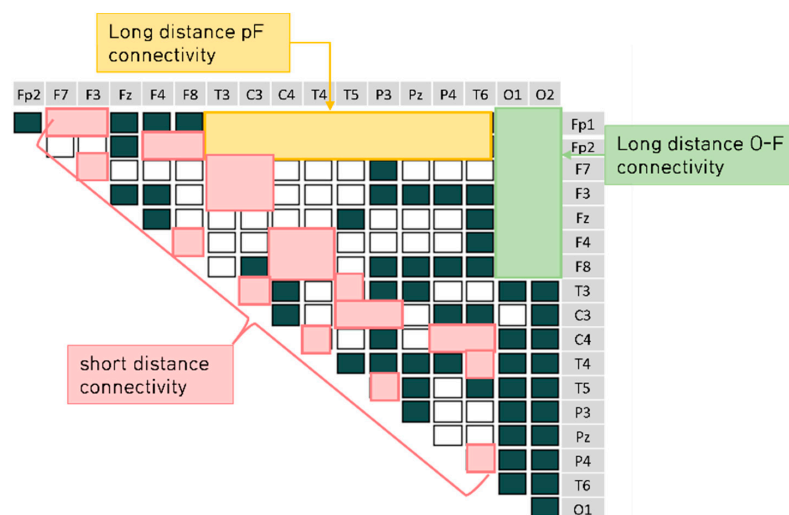 Long distance pF
connectivity
Fp2 F7 F3 Fz F4 F8 T3 C3 C4 T4 T5 P3 Pz P4 T6 O1 O2
Fp1
Fp2
Long distance O-F
connectivity
F7
F3
Fz
F4
F8
T3
C3
C4
short distance
connectivity
T4
T5
P3
Pz
P4
T6
O1